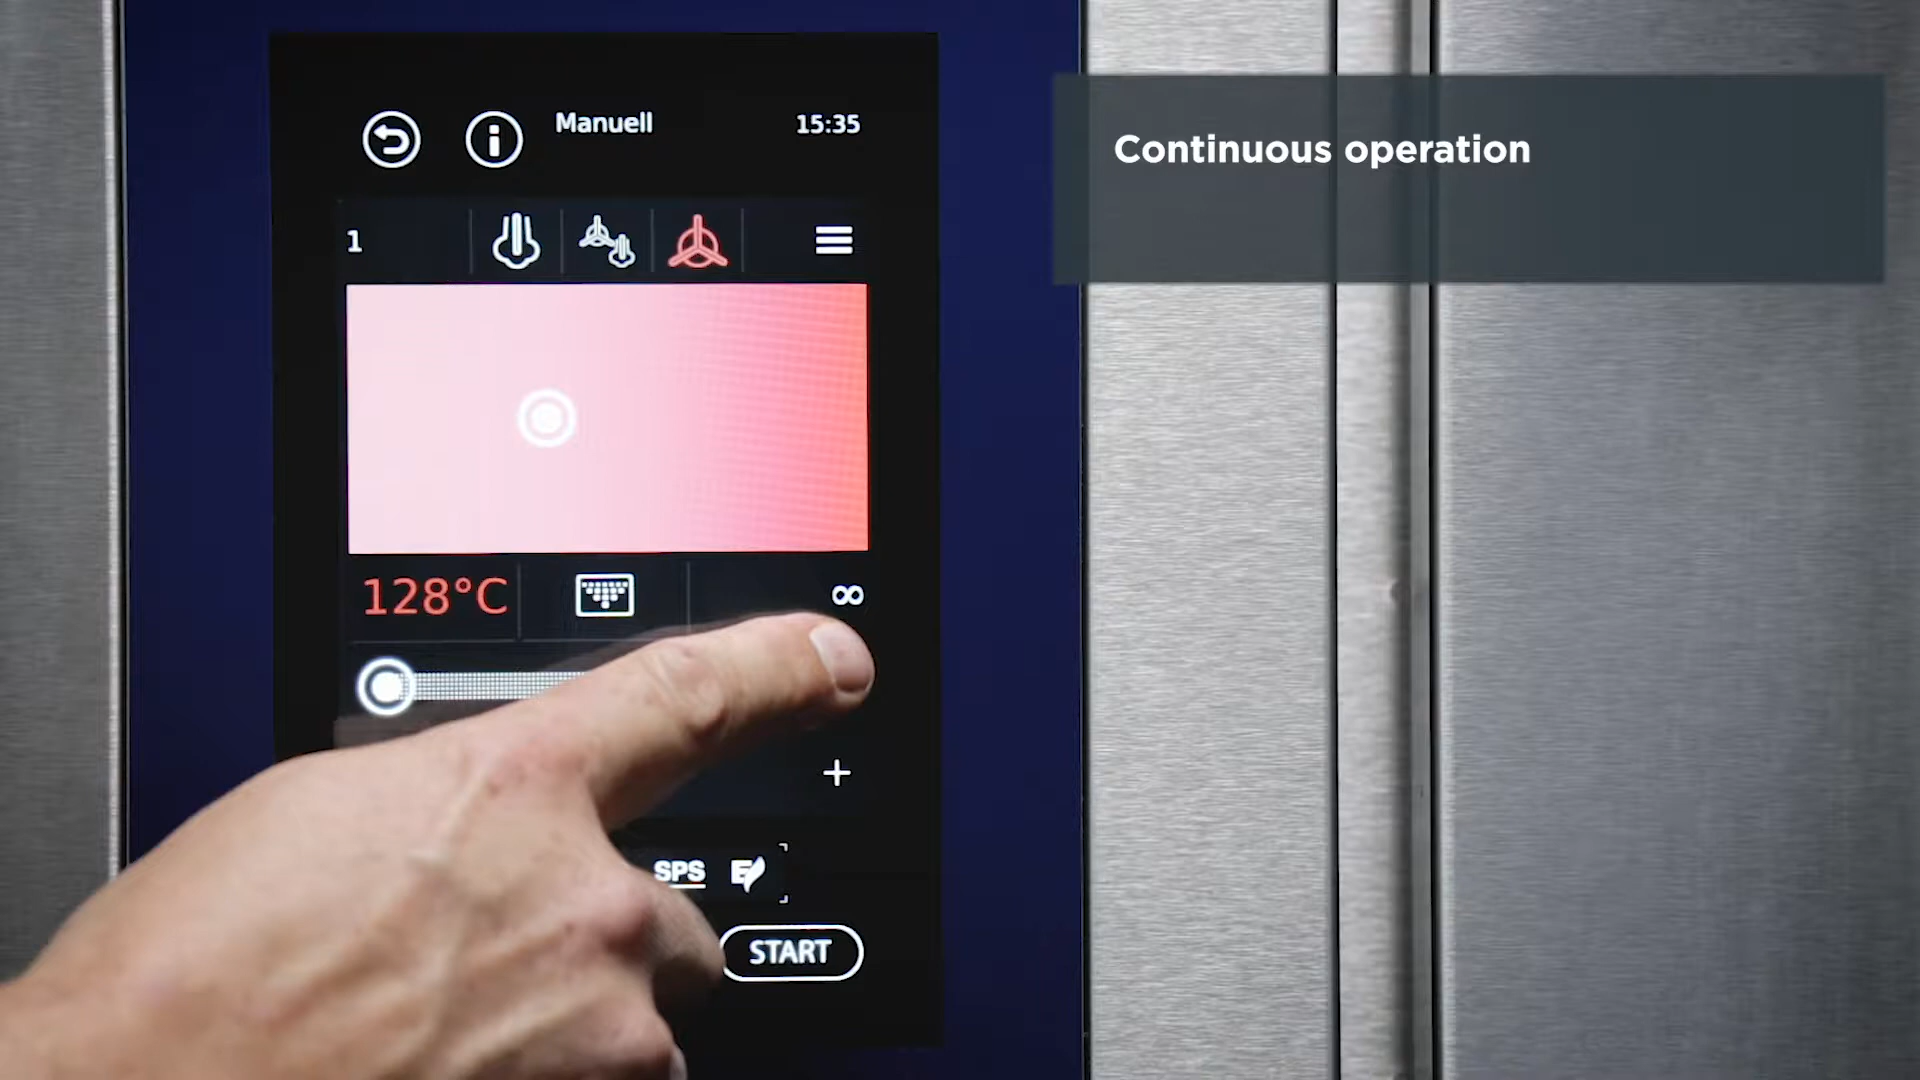 Manuell
15:35
Continuous operation
1
128°C
∞
+
SPS
E
START